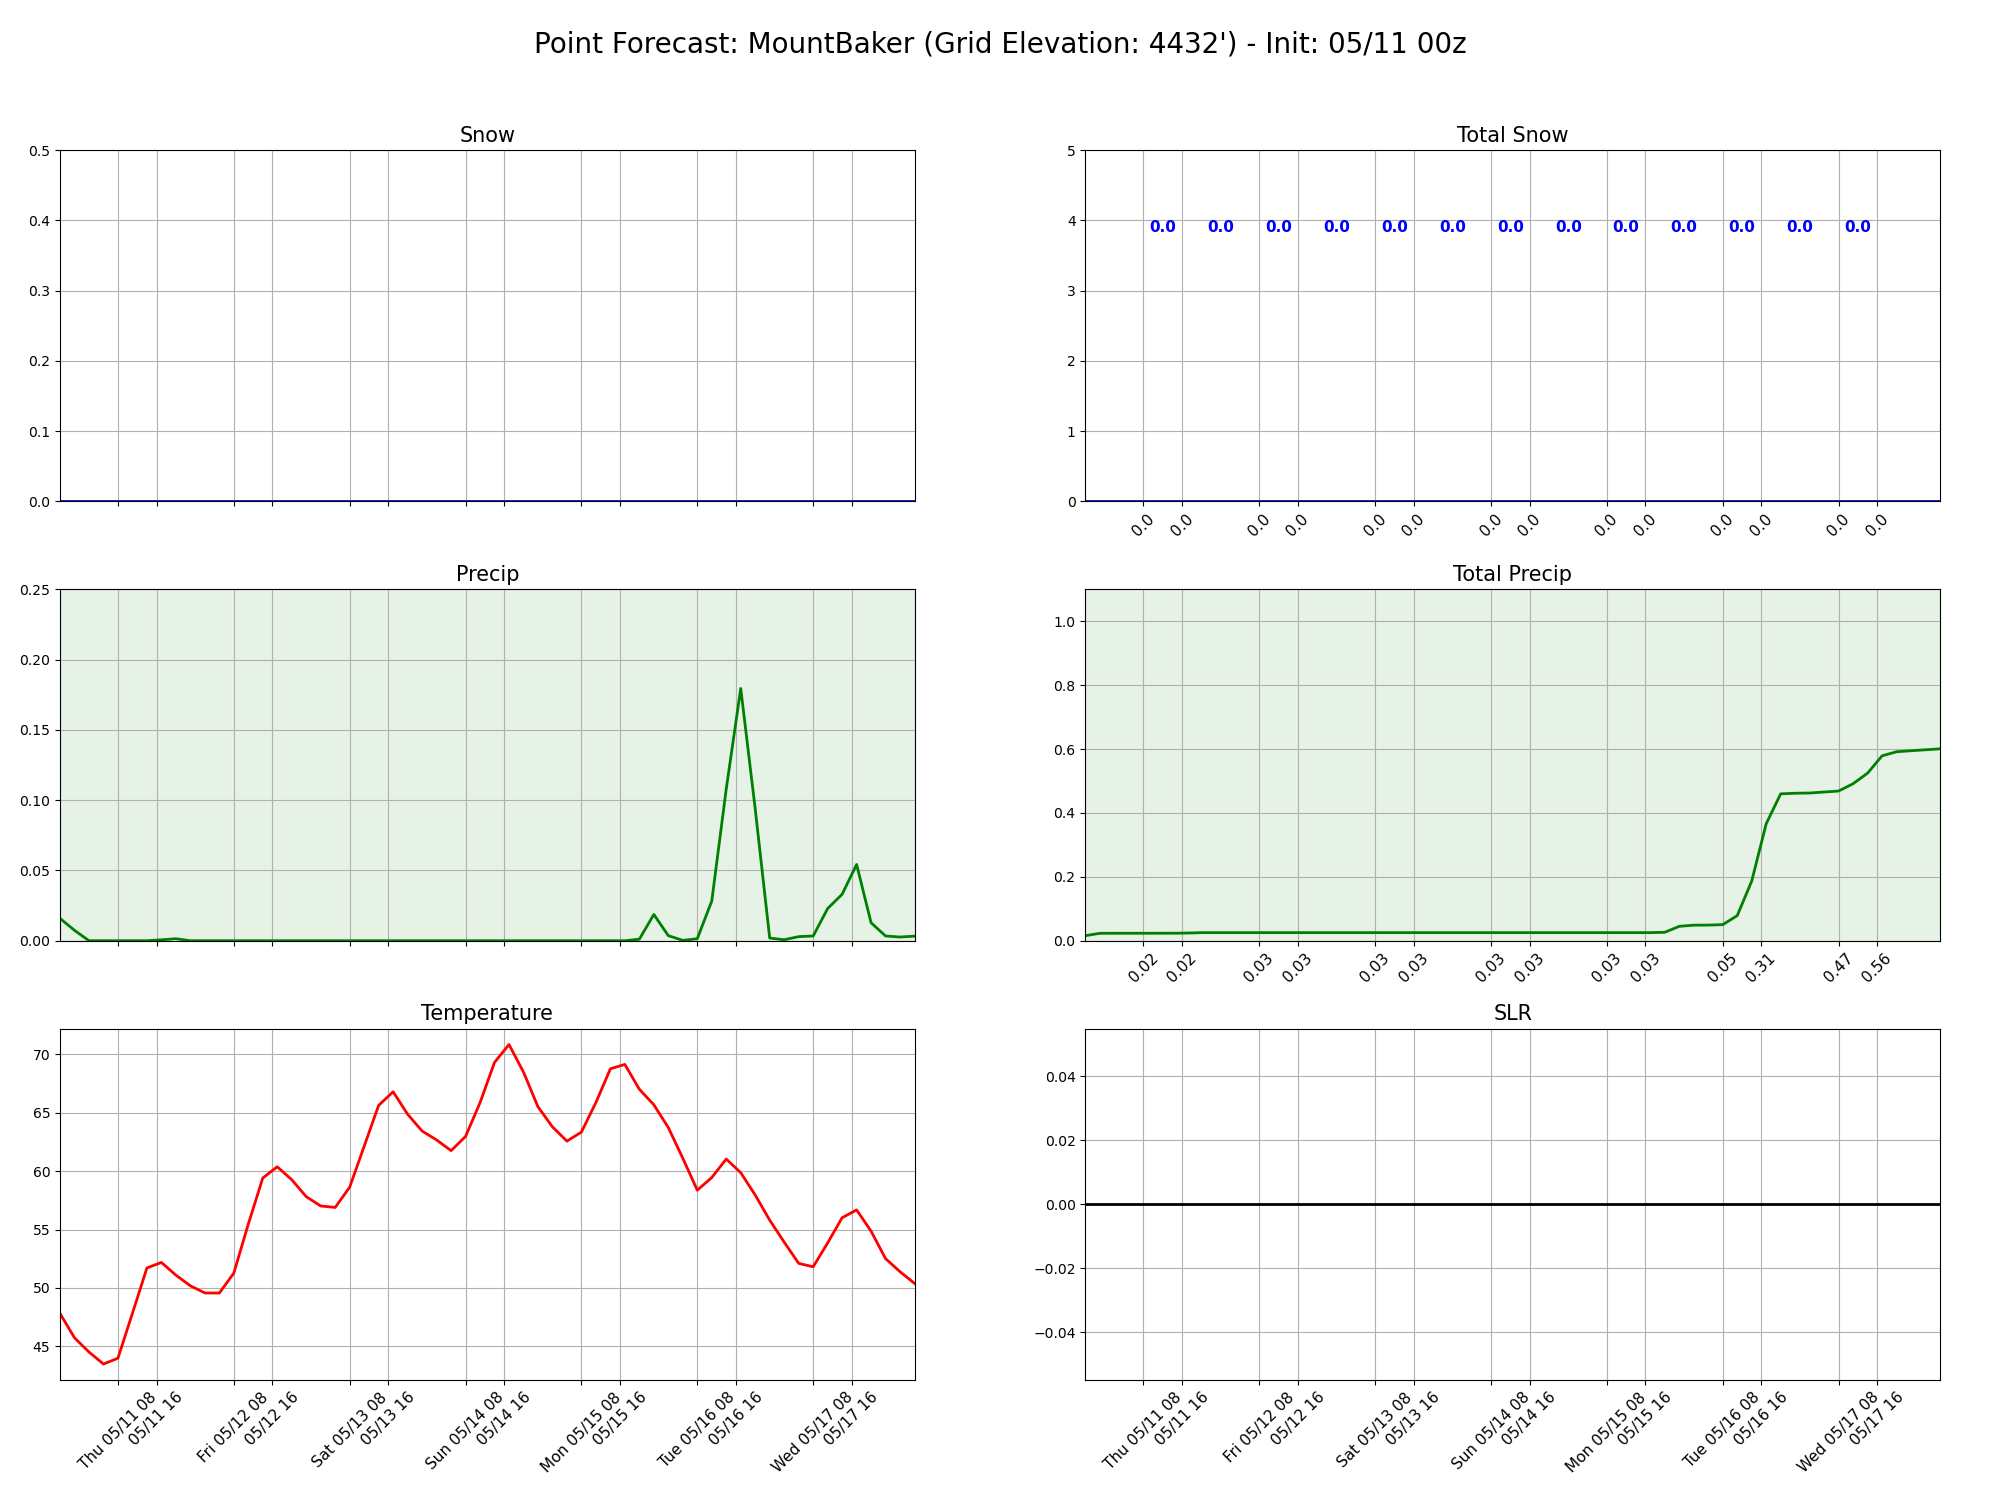 Point Forecast: MountBaker (Grid Elevation: 4432') - Init: 05/11 00z
Snow
0.5
0.4
0.3
0.2
0.1
0.0
Total Snow
5
4
3
2
1
0
0.0 0.0 0.0 0.0 0.0 0.0 0.0 0.0 0.0 0.0 0.0 0.0 0.0
0.0 0.0 0.0 0.0 0.0 0.0 0.0 0.0 0.0 0.0 0.0 0.0 0.0 0.0
Precip
0.25
0.20
0.15
0.10
0.05
0.00
Total Precip
1.0
0.8
0.6
0.4
0.2
0.0
0.02 0.02 0.03 0.03 0.03 0.03 0.03 0.03 0.03 0.03 0.05 0.31 0.47 0.56
Temperature
70
65
60
55
50
45
Thu 05/11 08
05/11 16
Fri 05/12 08
05/12 16
Sat 05/13 08
05/13 16
Sun 05/14 08
05/14 16
Mon 05/15 08
05/15 16
Tue 05/16 08
05/16 16
Wed 05/17 08
05/17 16
SLR
0.04
0.02
0.00
−0.02
−0.04
Thu 05/11 08
05/11 16
Fri 05/12 08
05/12 16
Sat 05/13 08
05/13 16
Sun 05/14 08
05/14 16
Mon 05/15 08
05/15 16
Tue 05/16 08
05/16 16
Wed 05/17 08
05/17 16